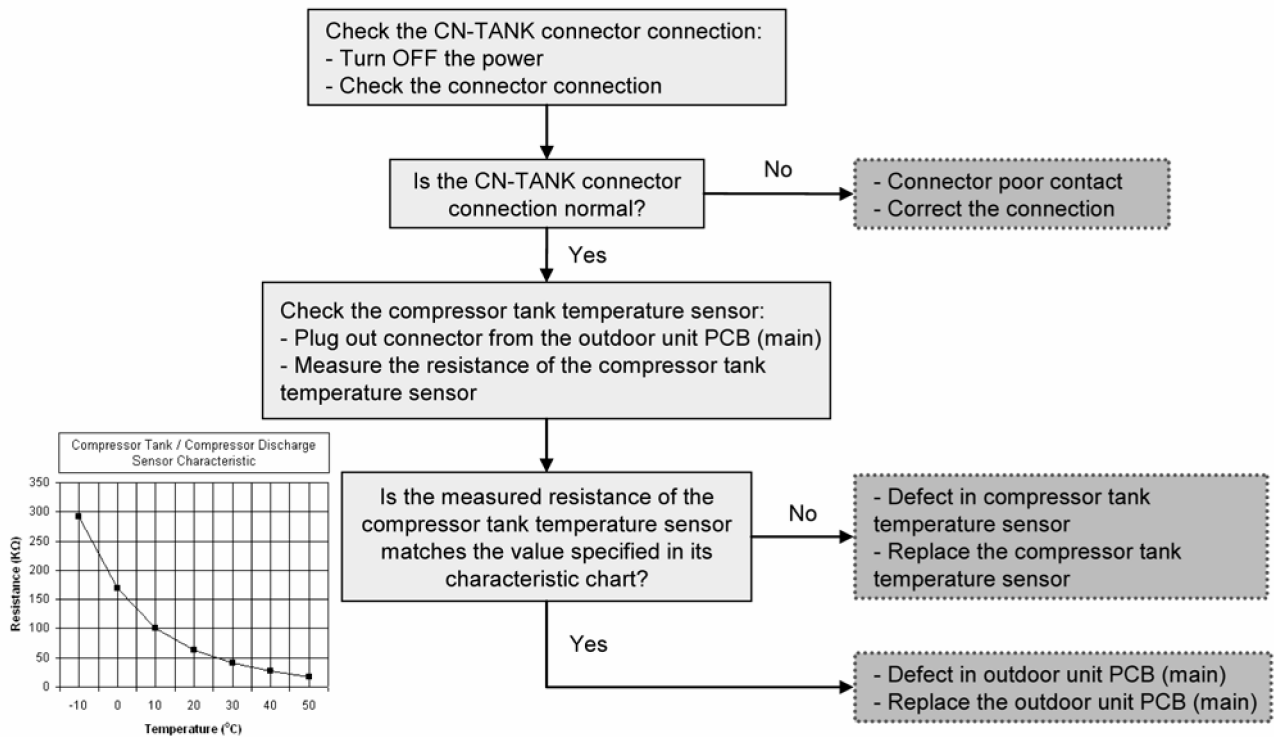 Check the CN-TANK connector connection:
- Turn OFF the power
- Check the connector connection
Is the CN-TANK connector
connection normal?
No
- Connector poor contact
- Correct the connection
Yes
Check the compressor tank temperature sensor:
- Plug out connector from the outdoor unit PCB (main)
- Measure the resistance of the compressor tank
temperature sensor
Compressor Tank / Compressor Discharge
Sensor Characteristic
Resistance (KΩ)
350
300
250
200
150
100
50
0
-10 0 10 20 30 40 50
Temperature (⁰C)
Is the measured resistance of the
compressor tank temperature sensor
matches the value specified in its
characteristic chart?
No
- Defect in compressor tank
temperature sensor
- Replace the compressor tank
temperature sensor
Yes
- Defect in outdoor unit PCB (main)
- Replace the outdoor unit PCB (main)